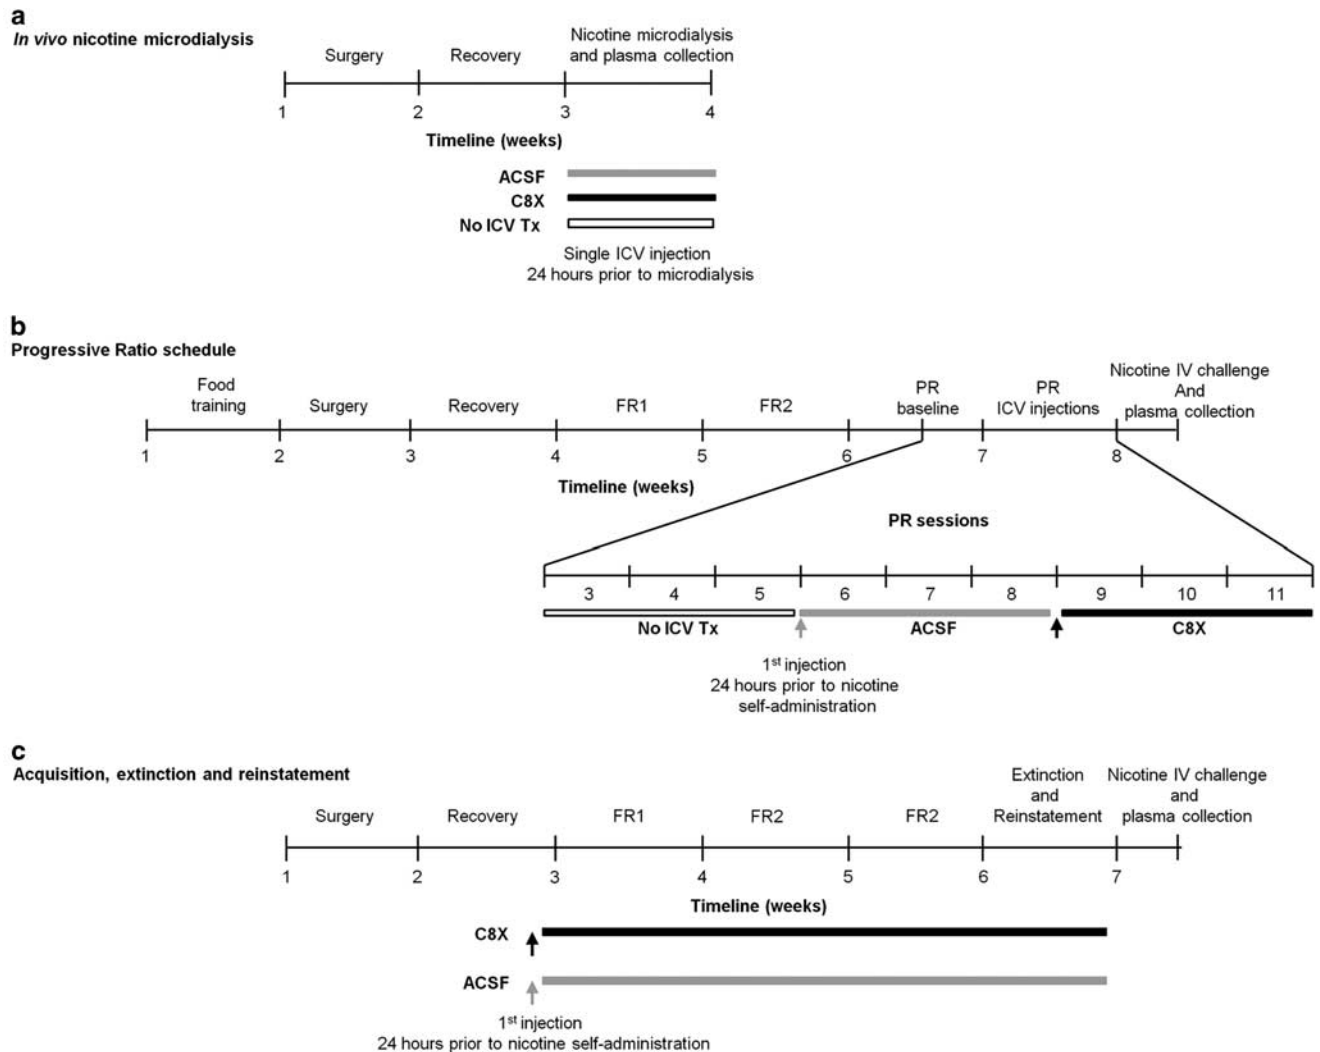 a
In vivo nicotine microdialysis
Surgery
Recovery
Nicotine microdialysis
and plasma collection
1 2 3 4
Timeline (weeks)
ACSF
C8X
No ICV Tx
Single ICV injection
24 hours prior to microdialysis
b
Progressive Ratio schedule
Food
training
Surgery
Recovery
FR1
FR2
PR
baseline
PR
ICV injections
Nicotine IV challenge
And
plasma collection
1 2 3 4 5 6 7 8
Timeline (weeks)
PR sessions
3 4 5 6 7 8 9 10 11
No ICV Tx ACSF C8X
1st injection
24 hours prior to nicotine
self-administration
c
Acquisition, extinction and reinstatement
Surgery
Recovery
FR1
FR2
FR2
Extinction
and
Reinstatement
Nicotine IV challenge
and
plasma collection
1 2 3 4 5 6 7
Timeline (weeks)
C8X
ACSF
1st injection
24 hours prior to nicotine self-administration